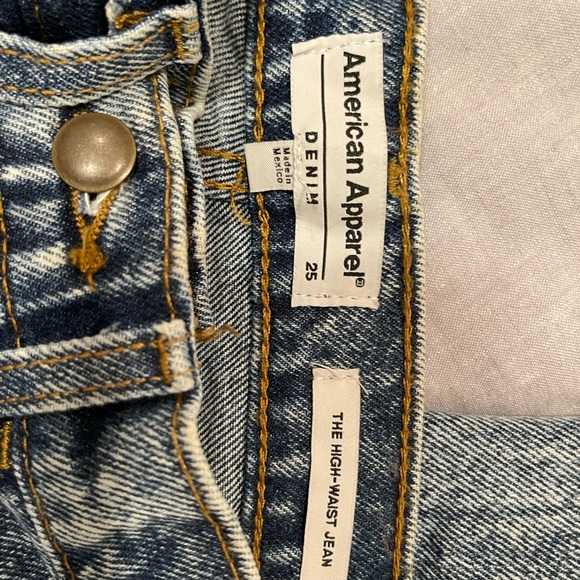 American Apparel®
DENIM 25
Made in
Mexico
THE HIGH-WAIST JEAN